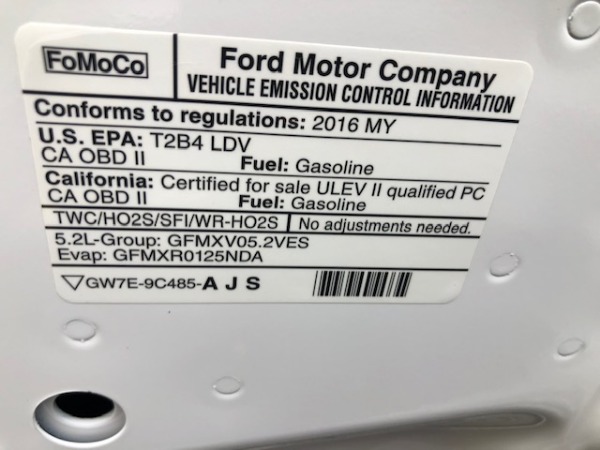 FoMoCo
Ford Motor Company
VEHICLE EMISSION CONTROL INFORMATION
Conforms to regulations: 2016 MY
U.S. EPA: T2B4 LDV
CA OBD II Fuel: Gasoline
California: Certified for sale ULEV II qualified PC
CA OBD II Fuel: Gasoline
TWC/HO2S/SFI/WR-HO2S No adjustments needed.
5.2L-Group: GFMXV05.2VES
Evap: GFMXR0125NDA
GW7E-9C485-A J S